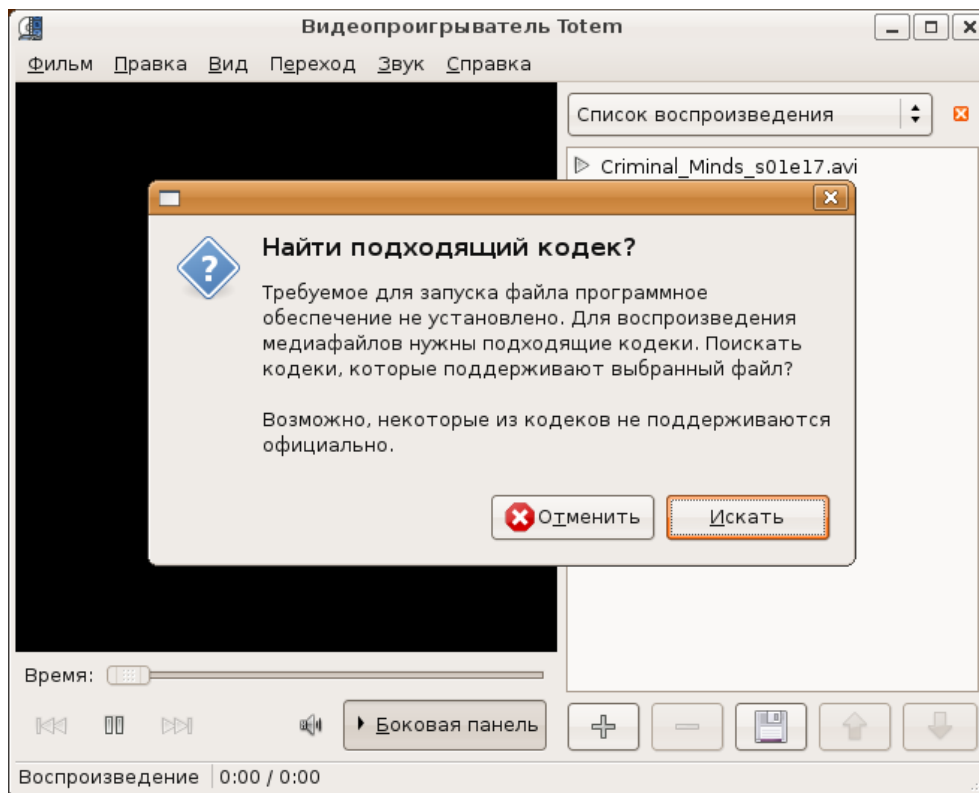 Видеопроигрыватель Totem
Фильм Правка Вид Переход Звук Справка
Список воспроизведения
Criminal_Minds_s01e17.avi
Найти подходящий кодек?
Требуемое для запуска файла программное
обеспечение не установлено. Для воспроизведения
медиафайлов нужны подходящие кодеки. Поискать
кодеки, которые поддерживают выбранный файл?
Возможно, некоторые из кодеков не поддерживаются
официально.
Отменить Искать
Время:
Боковая панель
Воспроизведение 0:00 / 0:00